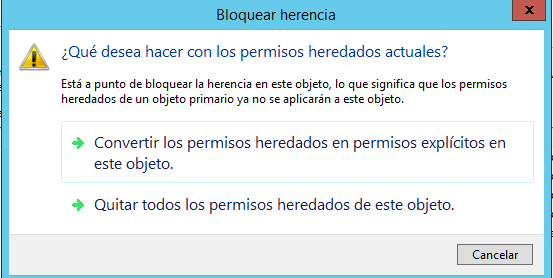 Bloquear herencia
x
¿Qué desea hacer con los permisos heredados actuales?
Está a punto de bloquear la herencia en este objeto, lo que significa que los permisos
heredados de un objeto primario ya no se aplicarán a este objeto.
Convertir los permisos heredados en permisos explícitos en
este objeto.
Quitar todos los permisos heredados de este objeto.
Cancelar